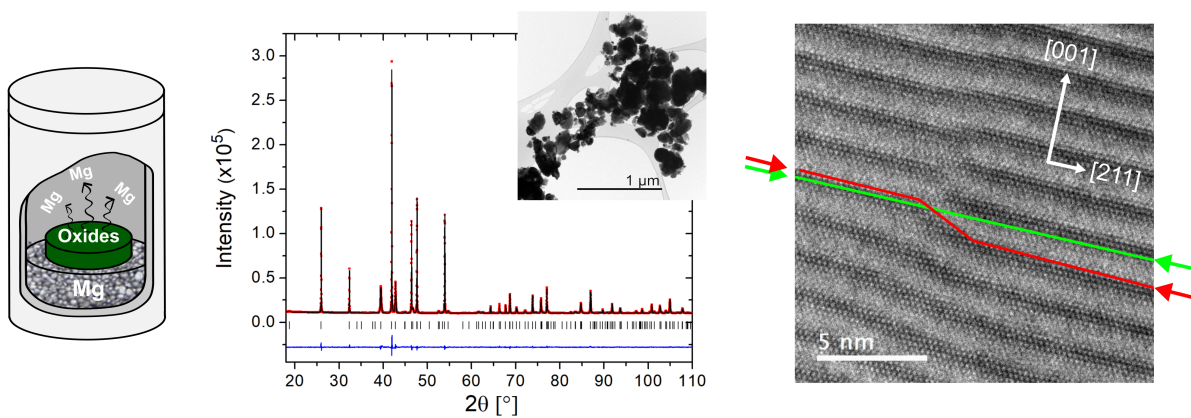 Mg
Mg
Mg
Oxides
Mg
Intensity (x10⁵)
3.0
2.5
2.0
1.5
1.0
0.5
0.0
20 30 40 50 60 70 80 90 100 110
2θ [°]
1 µm
[001]
[211]
5 nm